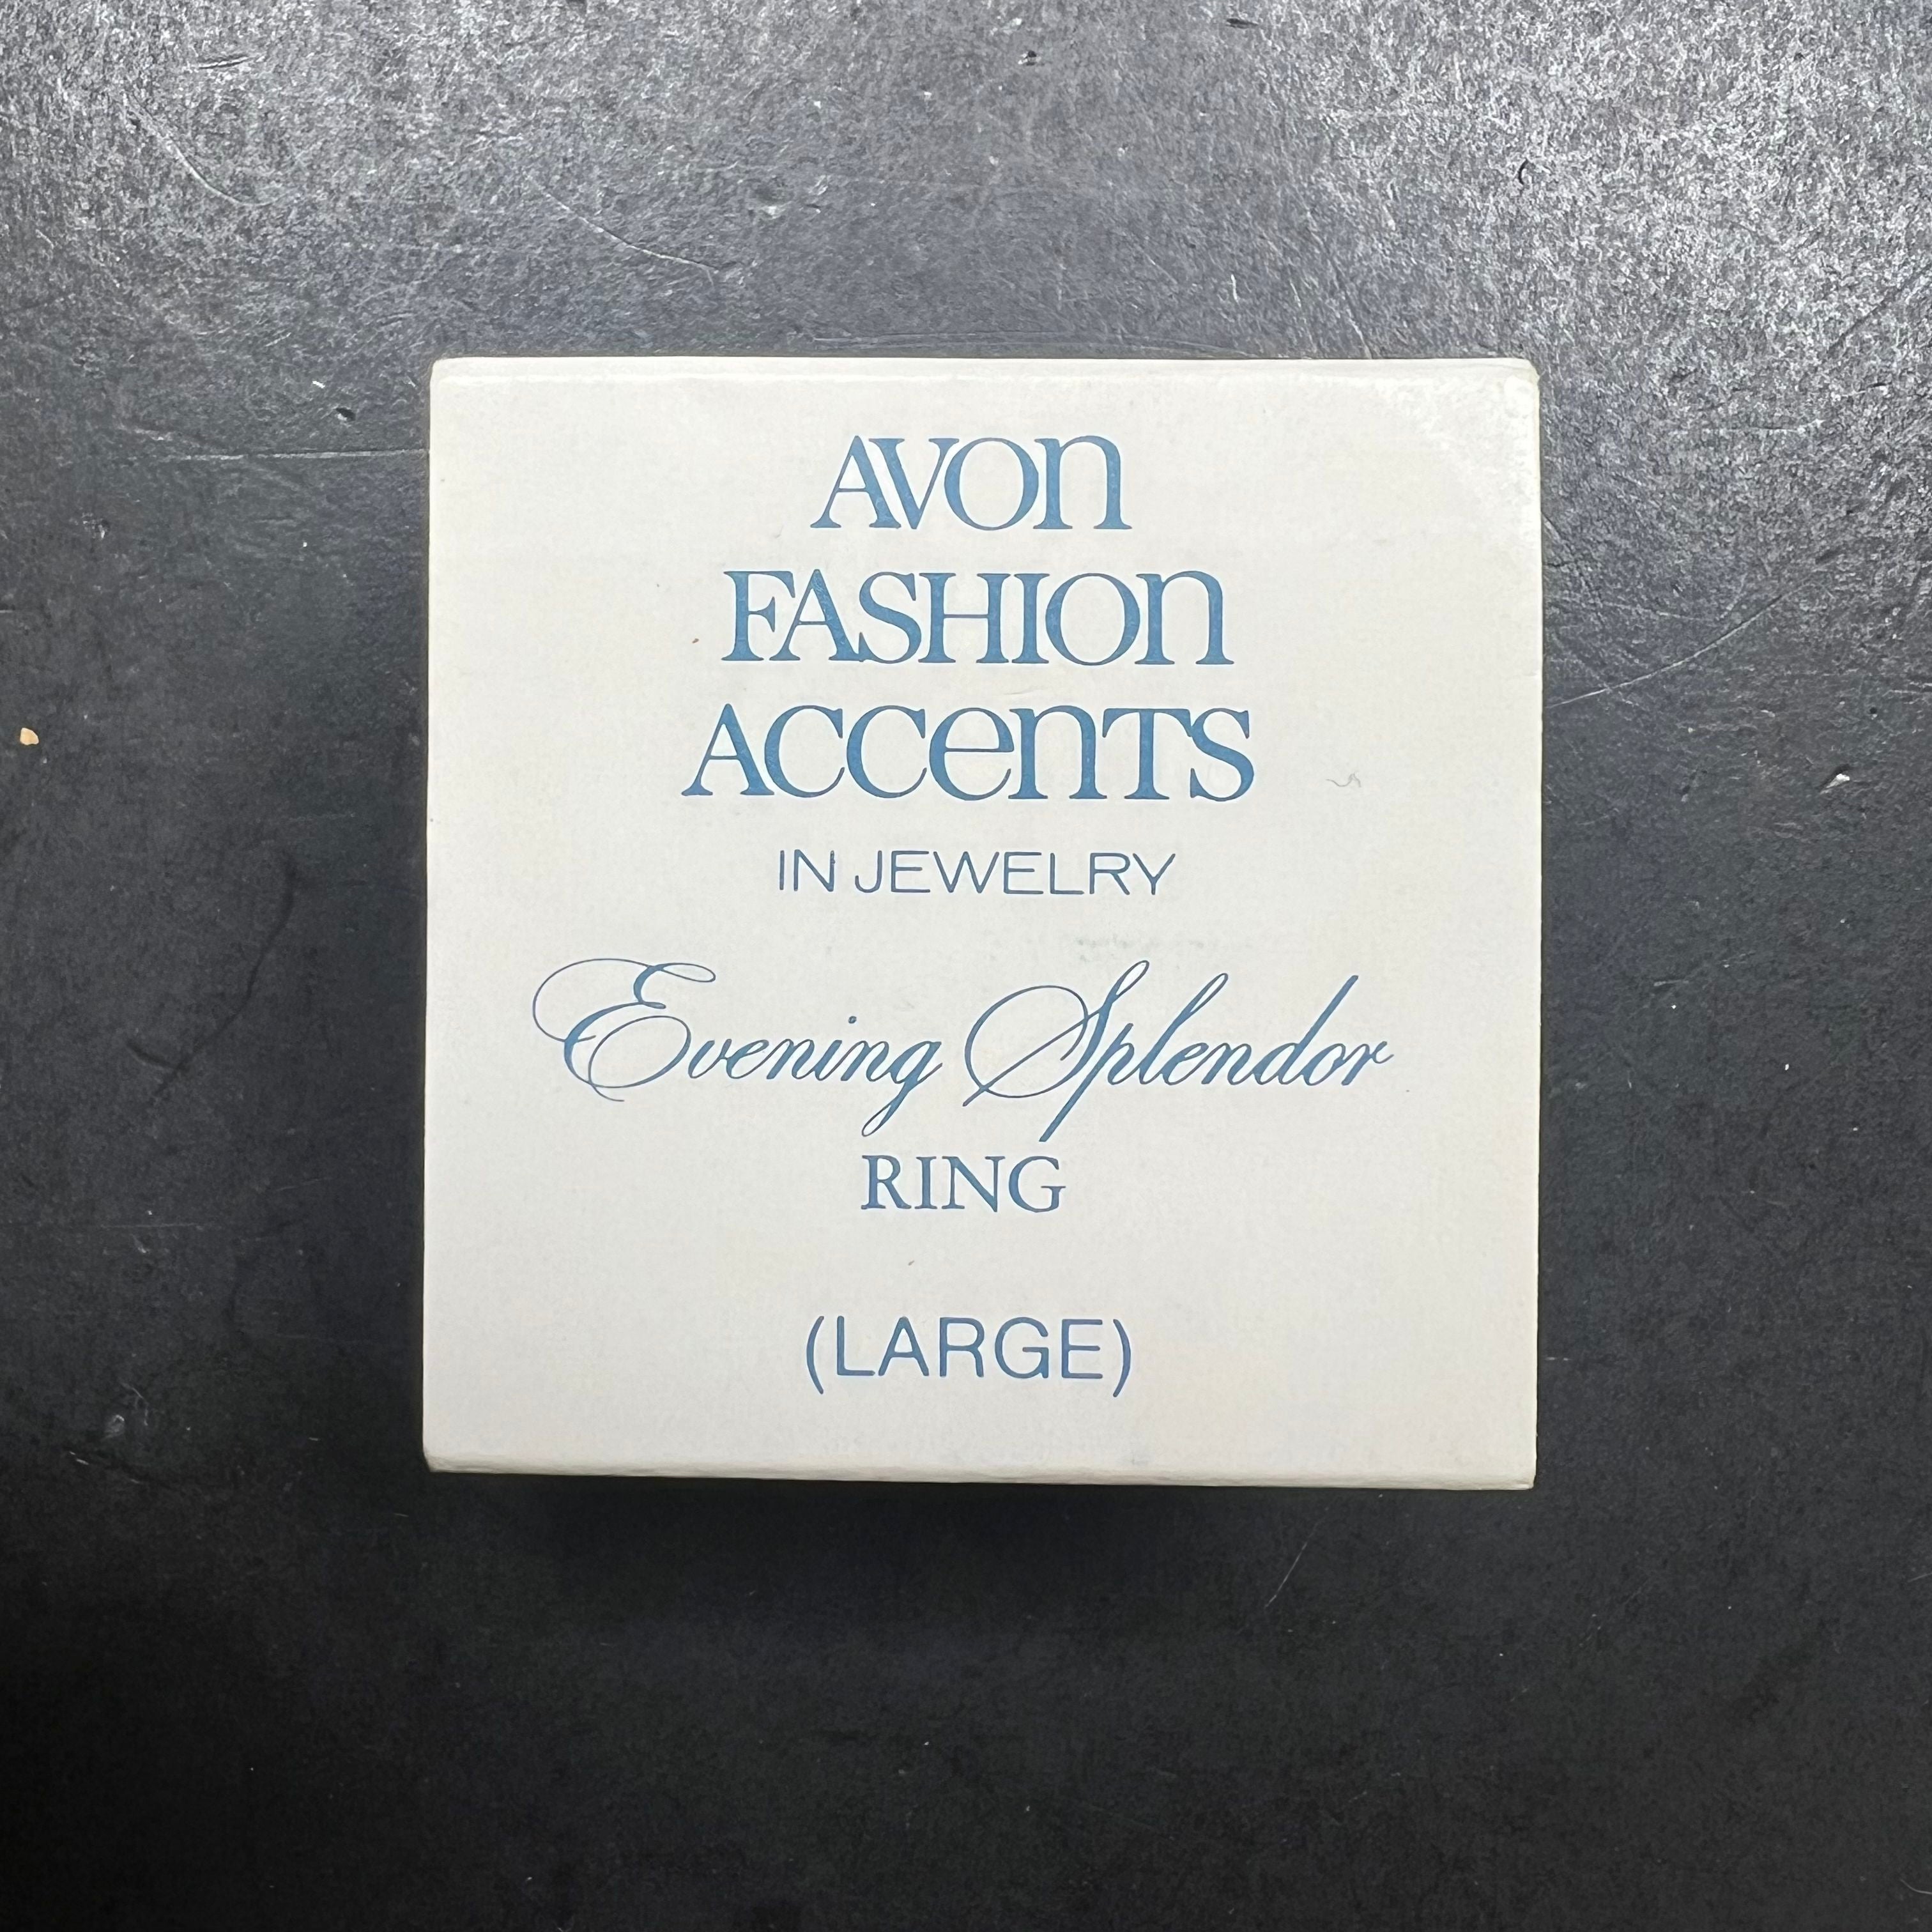 AVON
FASHION
ACCENTS
IN JEWELRY
Evening Splendor
RING
(LARGE)